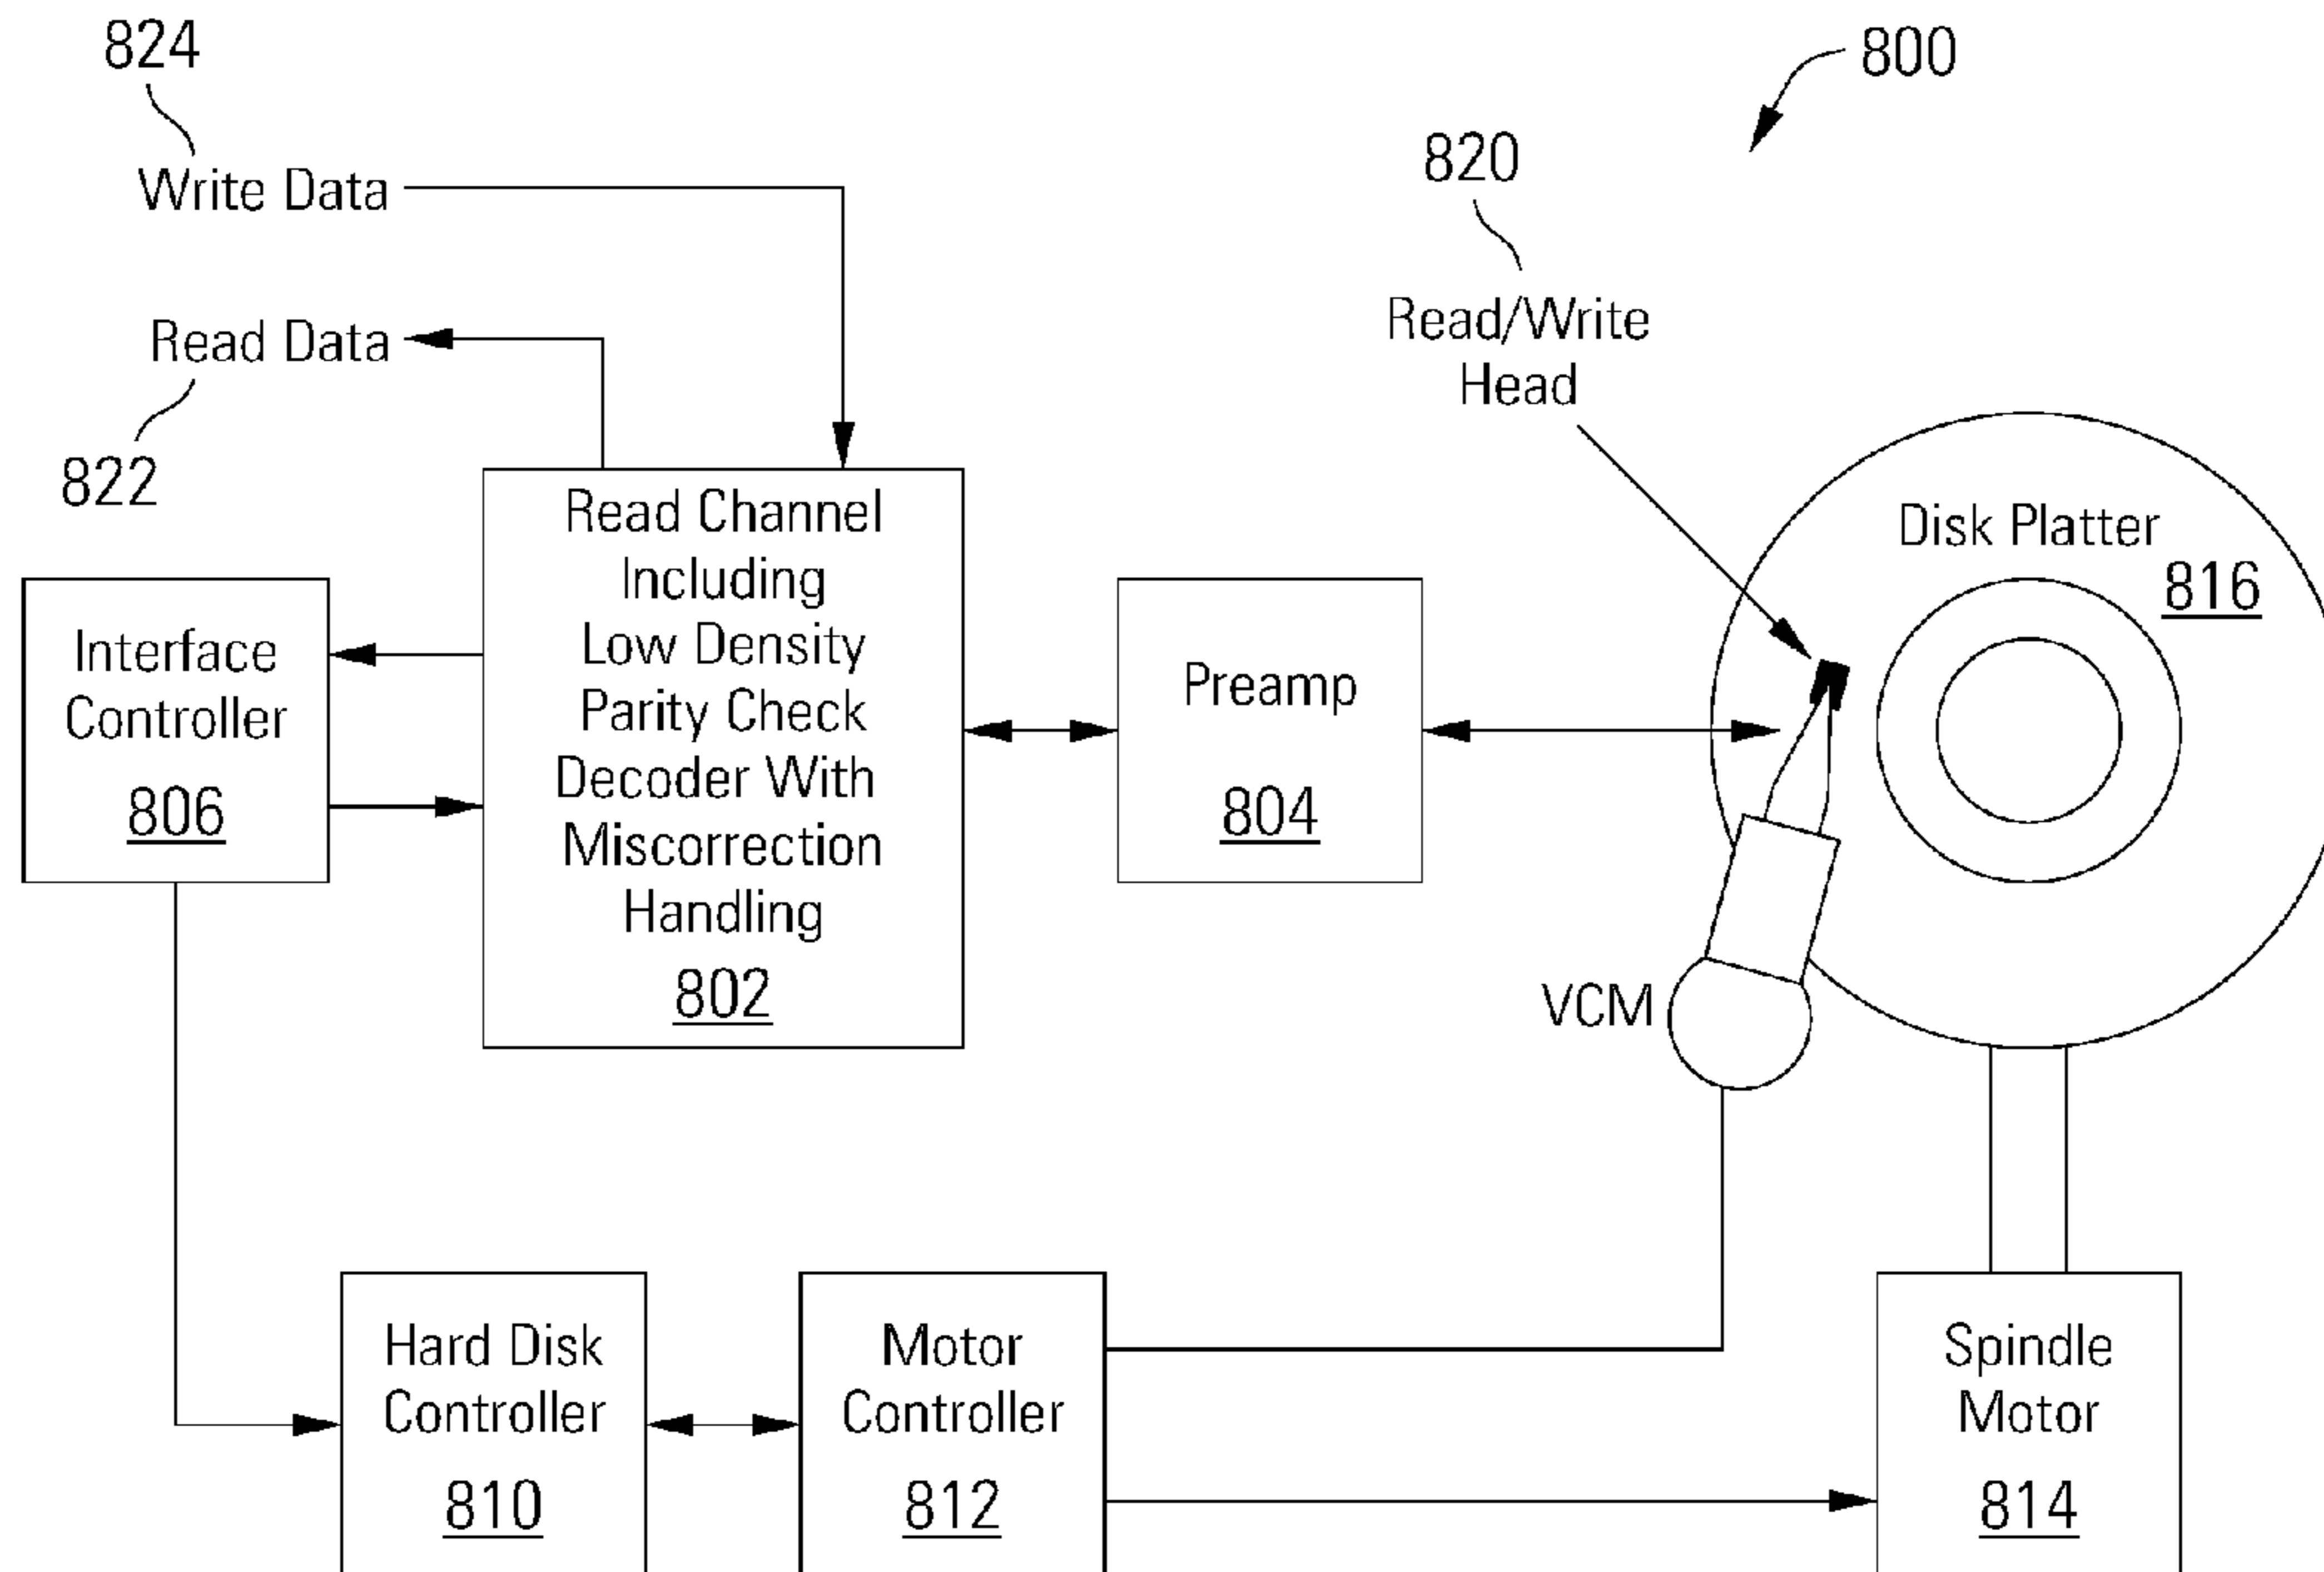 824
800
Write Data
820
Read Data
Read/Write
Head
822
Read Channel
Including
Low Density
Parity Check
Decoder With
Miscorrection
Handling
802
Disk Platter
816
Interface
Controller
806
Preamp
804
VCM
Hard Disk
Controller
810
Motor
Controller
812
Spindle
Motor
814